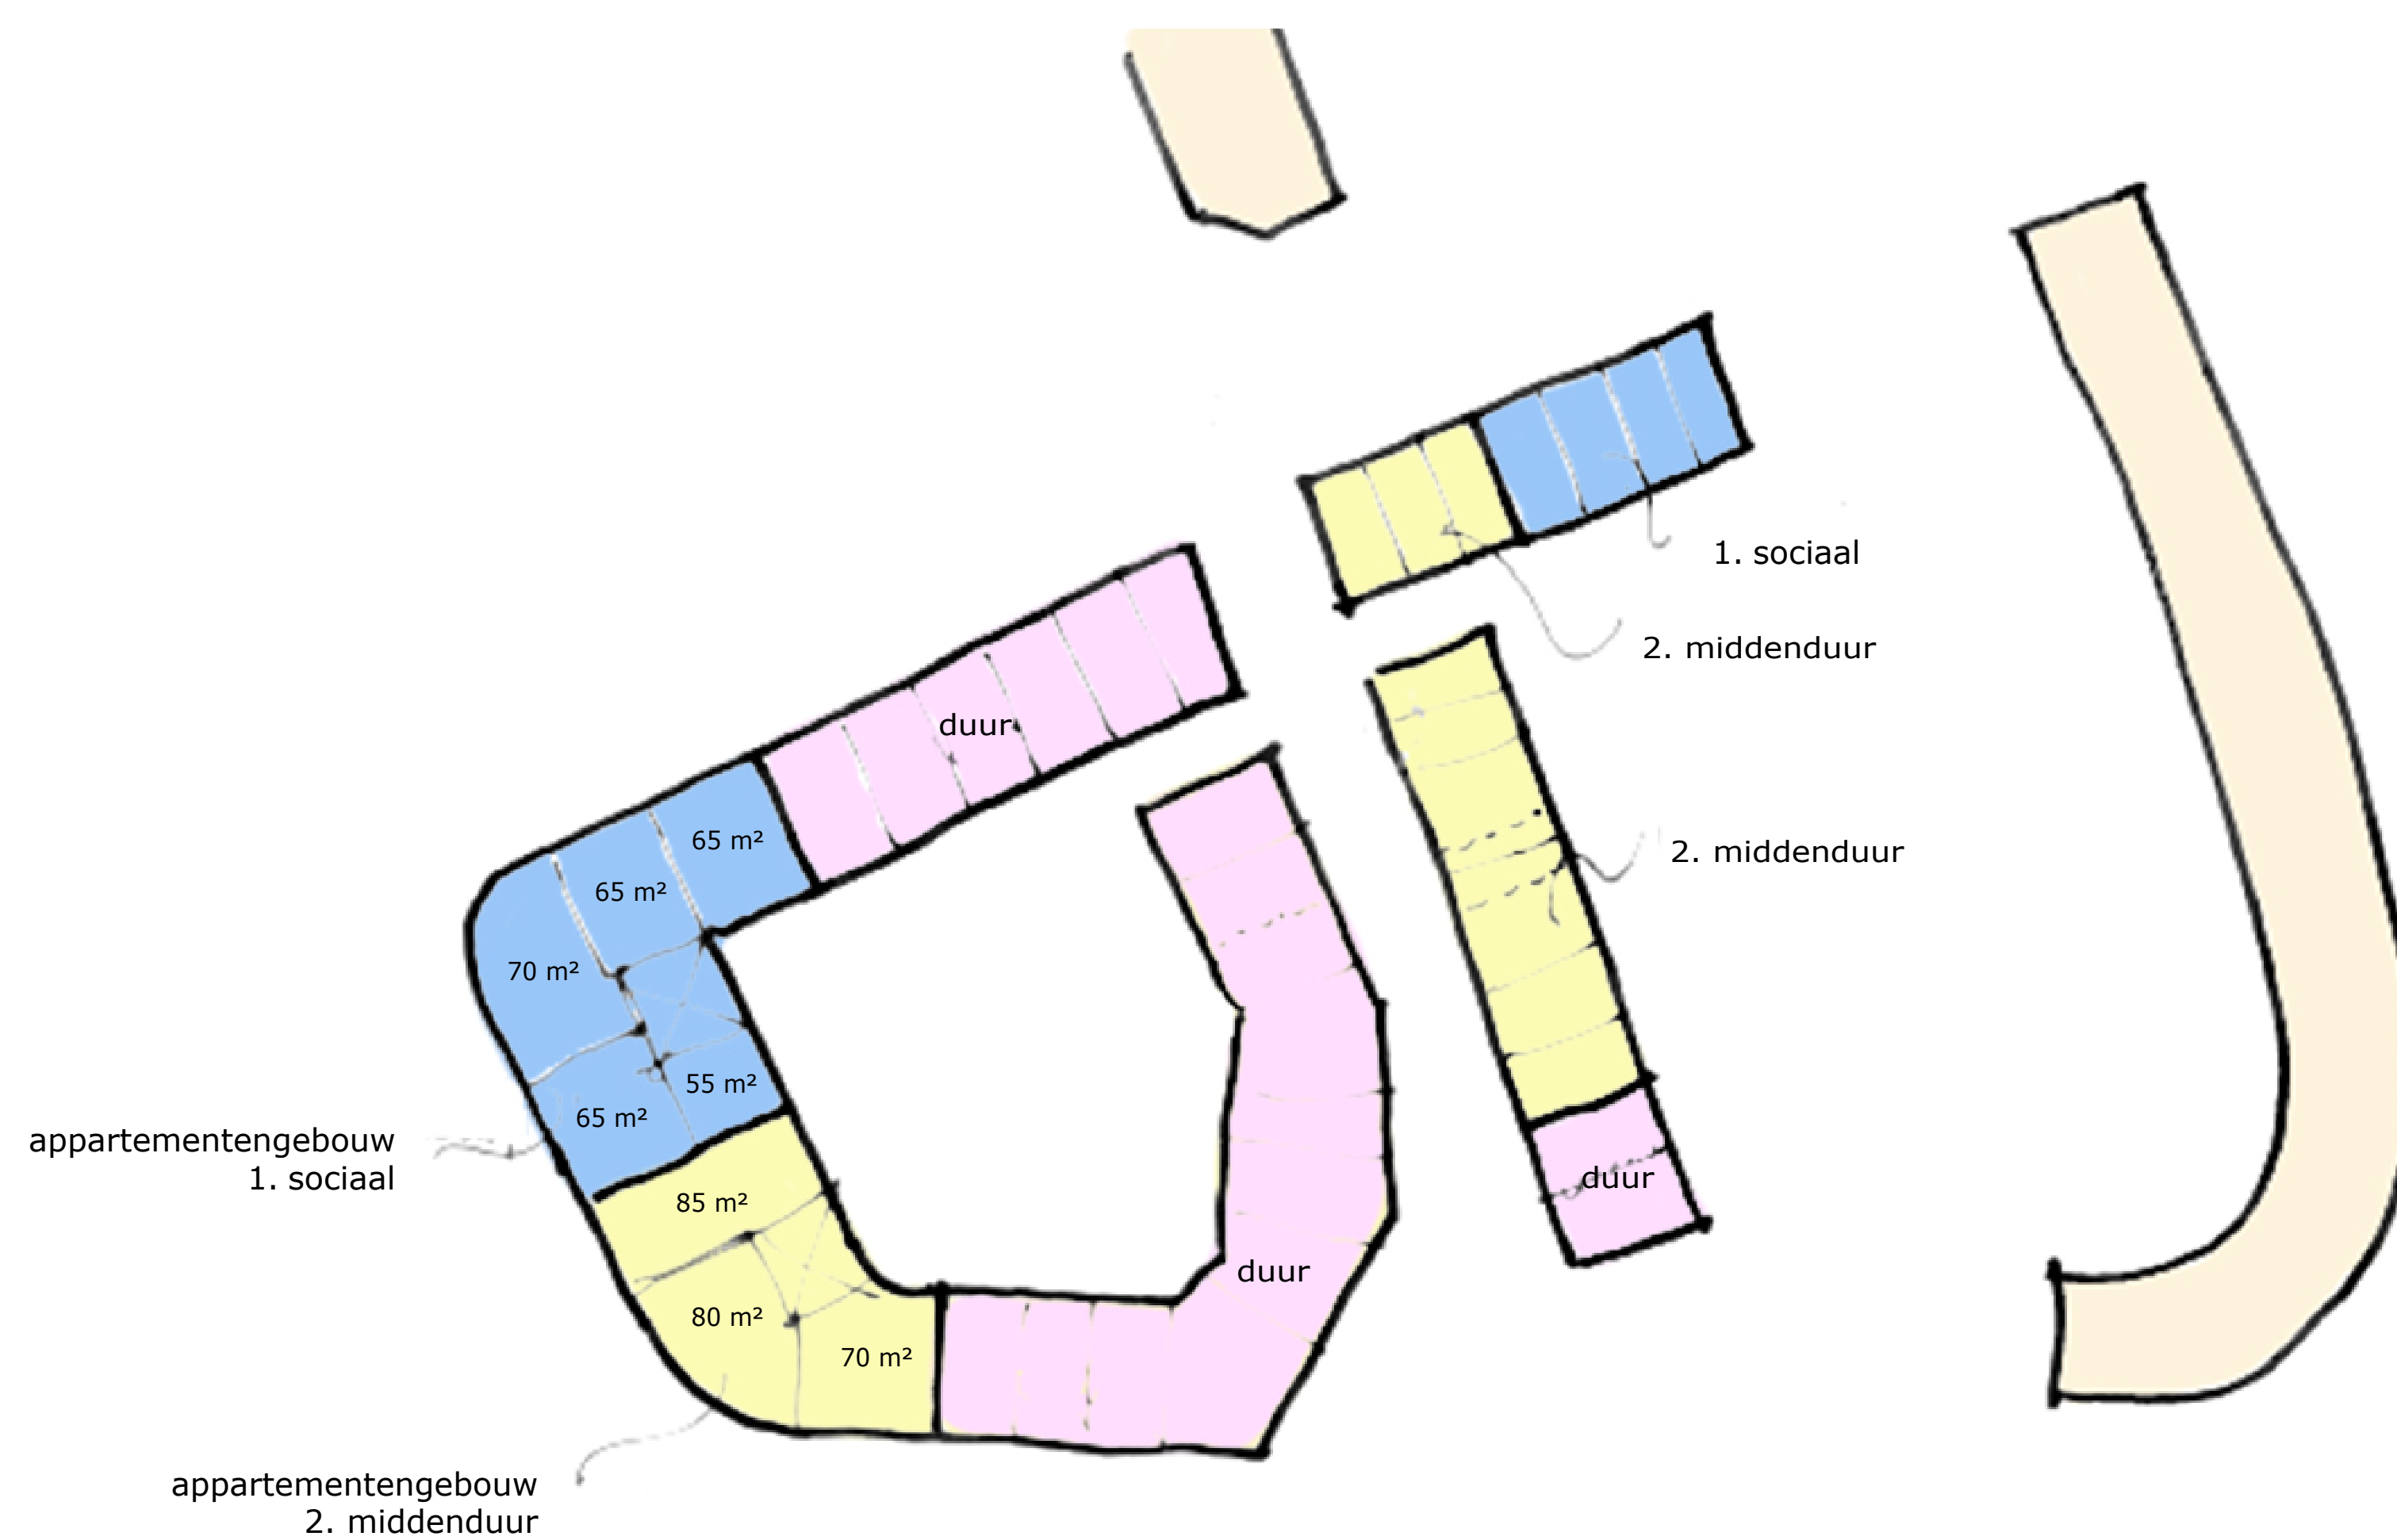 1. sociaal
2. middenduur
duur
65 m²
2. middenduur
65 m²
70 m²
55 m²
65 m²
appartementengebouw
1. sociaal
duur
85 m²
duur
80 m²
70 m²
appartementengebouw
2. middenduur